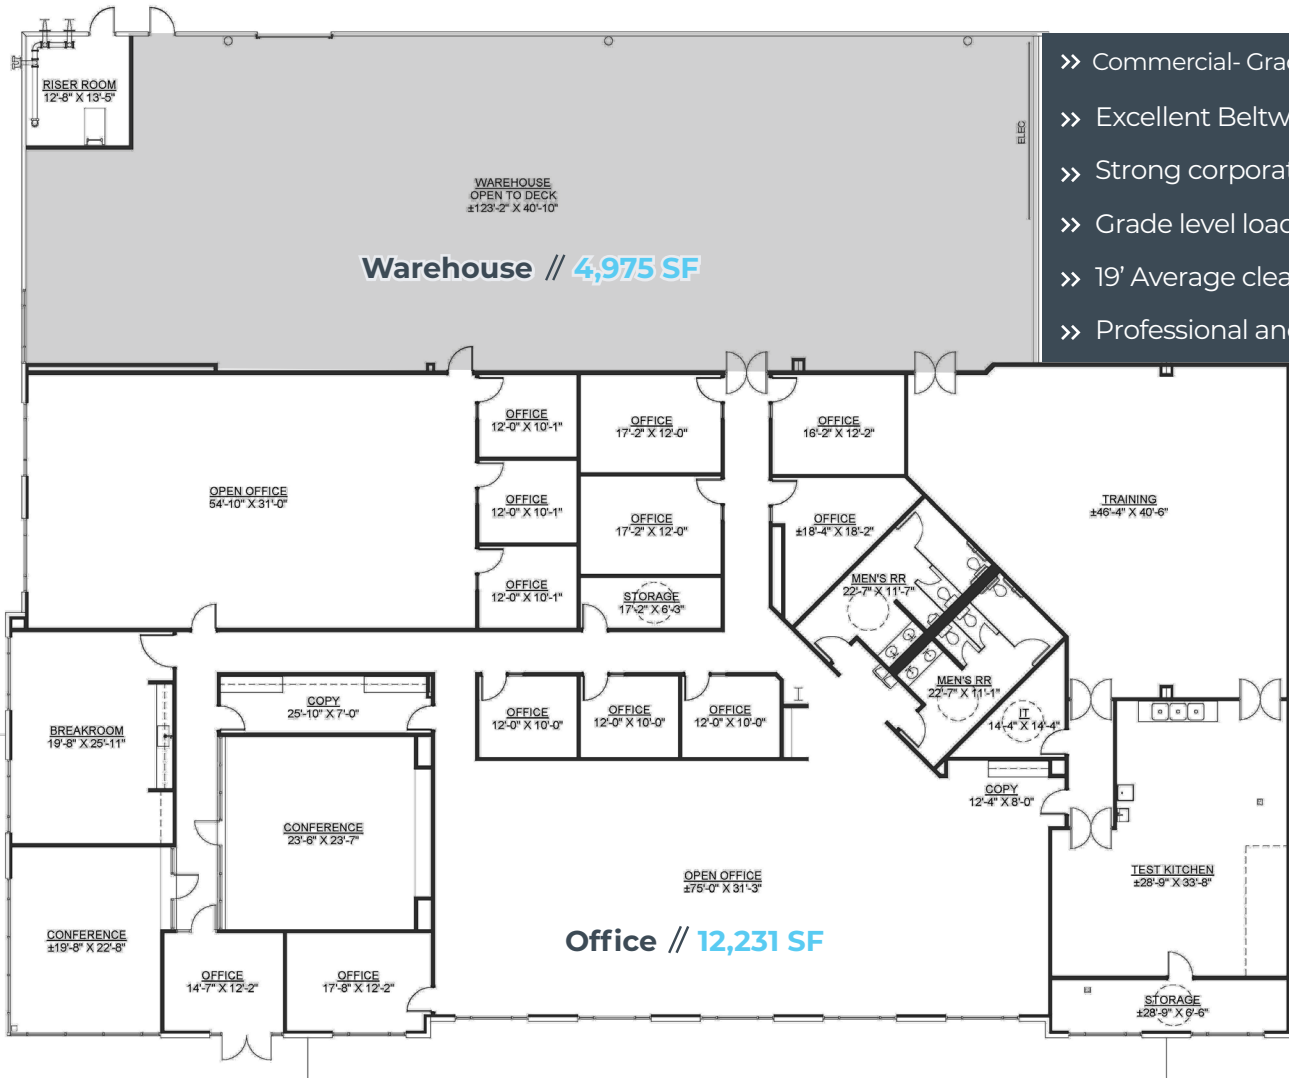 RISER ROOM
12'-8" X 13'-5"
WAREHOUSE
OPEN TO DECK
±123'-2" X 40'-10"
Warehouse // 4,975 SF
ELEC
Commercial- Gra
Excellent Beltw
Strong corporat
Grade level load
19' Average clea
Professional and
OPEN OFFICE
54'-10" X 31'-0"
OFFICE
12'-0" X 10'-1"
OFFICE
12'-0" X 10'-1"
OFFICE
12'-0" X 10'-1"
OFFICE
17'-2" X 12'-0"
OFFICE
17'-2" X 12'-0"
STORAGE
17'-2" X 6'-3"
OFFICE
16'-2" X 12'-2"
OFFICE
±18'-4" X 18'-2"
TRAINING
±46'-4" X 40'-6"
MEN'S RR
22'-7" X 11'-7"
MEN'S RR
22'-7" X 11'-1"
IT
14'-4" X 14'-4"
COPY
25'-10" X 7'-0"
OFFICE
12'-0" X 10'-0"
OFFICE
12'-0" X 10'-0"
OFFICE
12'-0" X 10'-0"
BREAKROOM
19'-8" X 25'-11"
COPY
12'-4" X 8'-0"
CONFERENCE
23'-6" X 23'-7"
OPEN OFFICE
±75'-0" X 31'-3"
TEST KITCHEN
±28'-9" X 33'-8"
CONFERENCE
±19'-8" X 22'-8"
Office // 12,231 SF
OFFICE
14'-7" X 12'-2"
OFFICE
17'-8" X 12'-2"
STORAGE
±28'-9" X 6'-6"